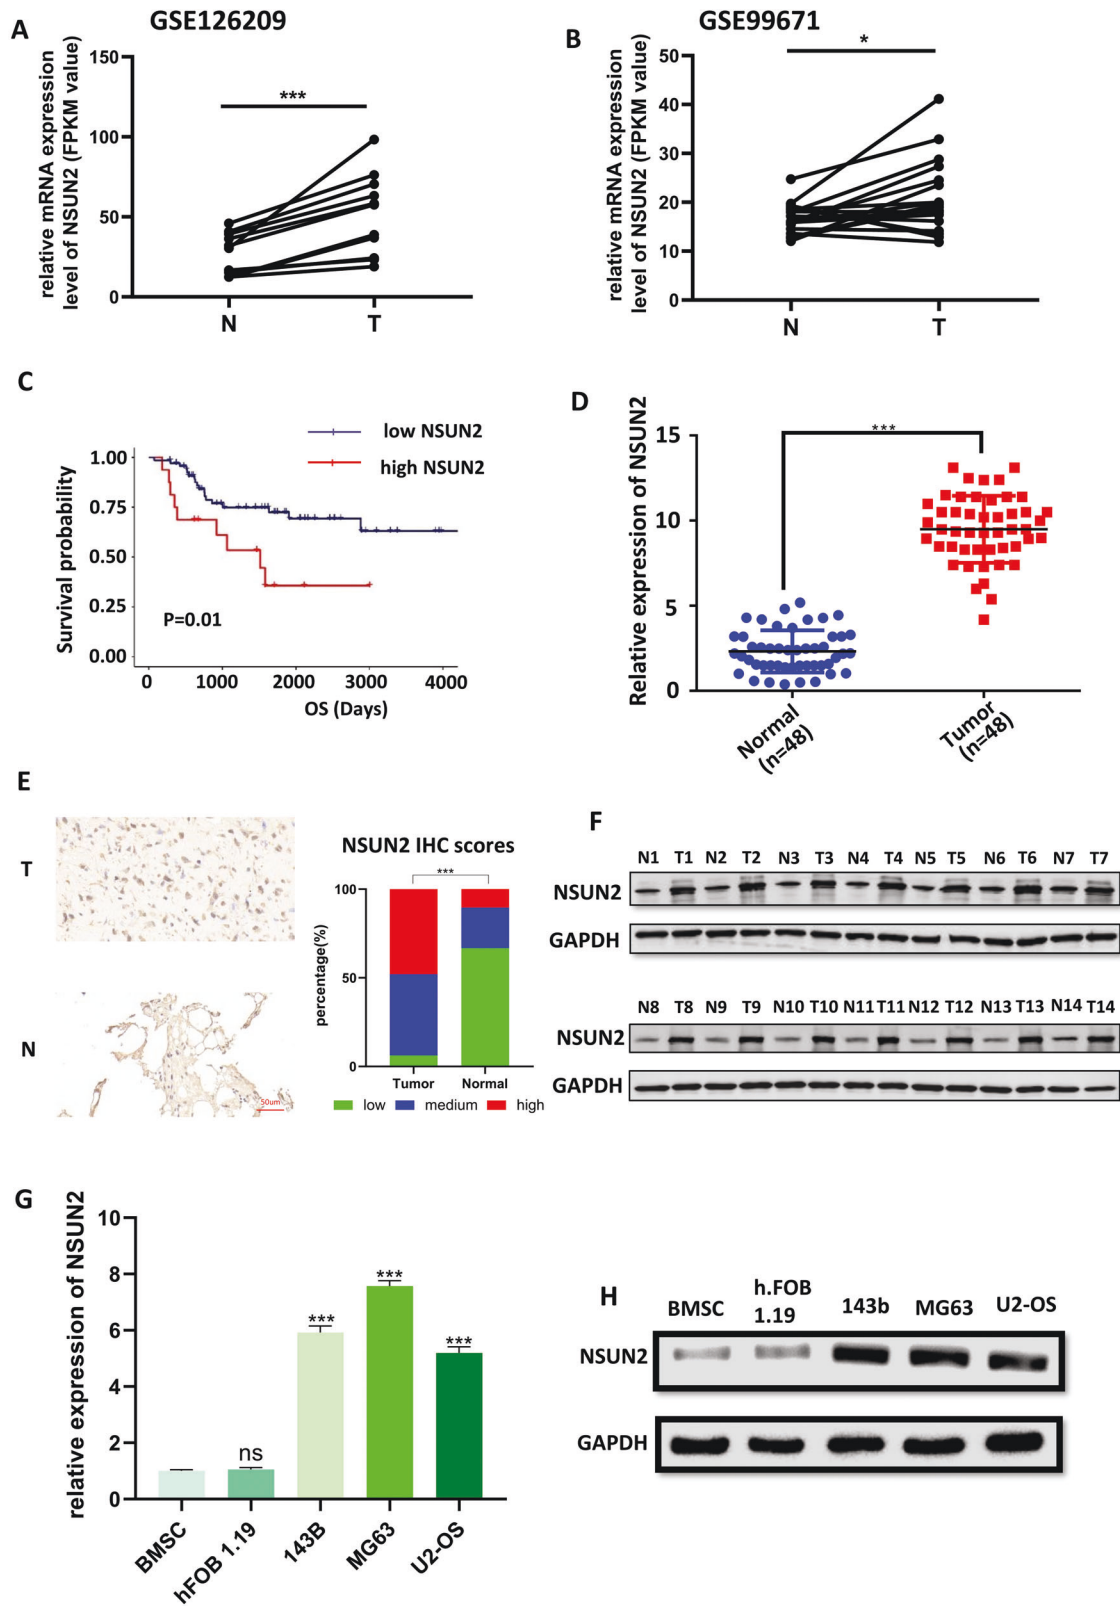 A
GSE126209
relative mRNA expression
level of NSUN2 (FPKM value)
150
100
50
0
***
N
T
B
GSE99671
relative mRNA expression
level of NSUN2 (FPKM value)
50
40
30
20
10
0
*
N
T
C
low NSUN2
high NSUN2
Survival probability
1.00
0.75
0.50
0.25
0.00
P=0.01
0
1000
2000
3000
4000
OS (Days)
D
Relative expression of NSUN2
15
10
5
0
***
Normal
(n=48)
Tumor
(n=48)
E
T
N
50um
NSUN2 IHC scores
***
percentage(%)
100
50
0
Tumor
Normal
low
medium
high
F
N1 T1 N2 T2 N3 T3 N4 T4 N5 T5 N6 T6 N7 T7
NSUN2
GAPDH
N8 T8 N9 T9 N10 T10 N11 T11 N12 T12 N13 T13 N14 T14
NSUN2
GAPDH
G
relative expression of NSUN2
10
8
6
4
2
0
ns
***
***
***
BMSC
hFOB 1.19
143B
MG63
U2-OS
H
BMSC
h.FOB
1.19
143b
MG63
U2-OS
NSUN2
GAPDH